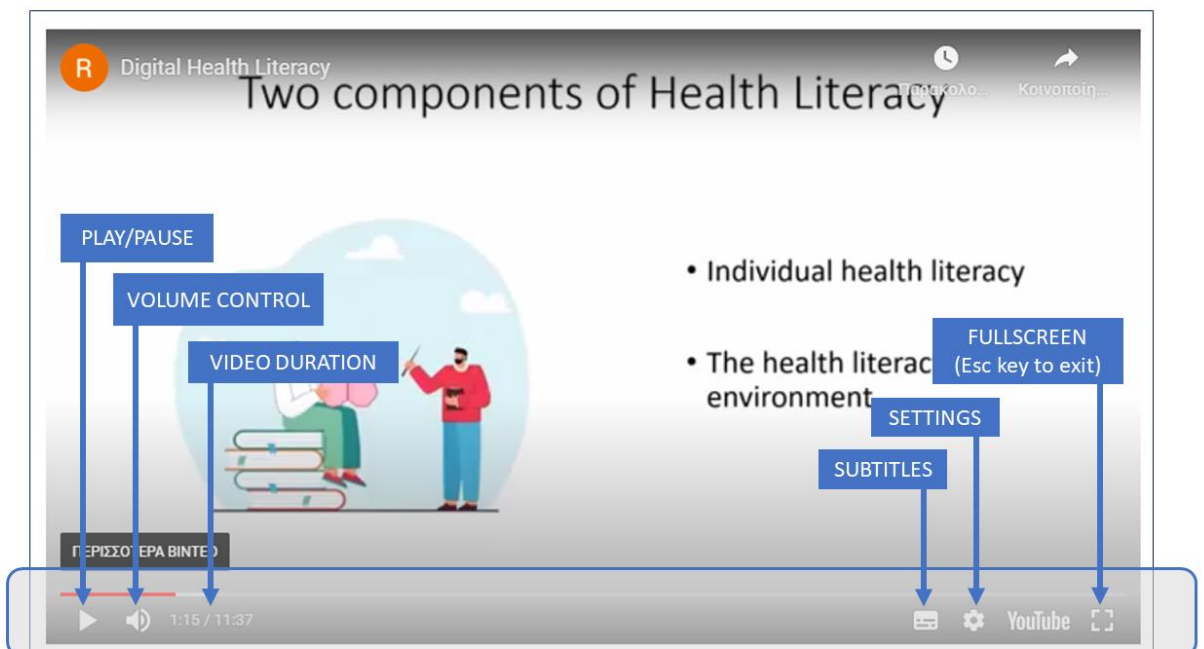 R
Digital Health Literacy
Two components of Health Literacy
Παρακολο...
Κοινοποίη...
PLAY/PAUSE
VOLUME CONTROL
VIDEO DURATION
• Individual health literacy
• The health literac
environment
FULLSCREEN
(Esc key to exit)
SETTINGS
SUBTITLES
ΠΕΡΙΣΣΟΤΕΡΑ ΒΙΝΤΕΟ
1:15 / 11:37
YouTube